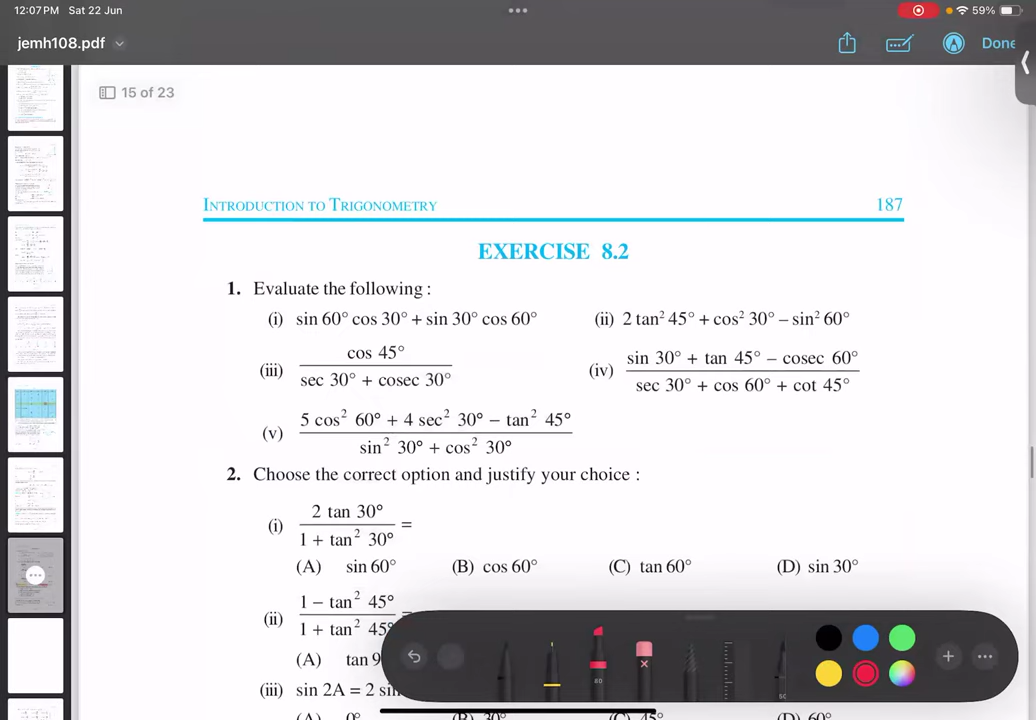 12:07 PM Sat 22 Jun
59%
jemh108.pdf
Done
15 of 23
INTRODUCTION TO TRIGONOMETRY 187
EXERCISE 8.2
1. Evaluate the following :
(i) sin 60° cos 30° + sin 30° cos 60° (ii) 2 tan² 45° + cos² 30° – sin² 60°
(iii) cos 45° / sec 30° + cosec 30° (iv) sin 30° + tan 45° – cosec 60° / sec 30° + cos 60° + cot 45°
(v) 5 cos² 60° + 4 sec² 30° − tan² 45° / sin² 30° + cos² 30°
2. Choose the correct option and justify your choice :
(i) 2 tan 30° / 1 + tan² 30° =
(A) sin 60° (B) cos 60° (C) tan 60° (D) sin 30°
(ii) 1 − tan² 45° / 1 + tan² 45° =
(A) tan 9
(iii) sin 2A = 2 sin
(A) 0° (B) 30° (C) 45° (D) 60°
80
50